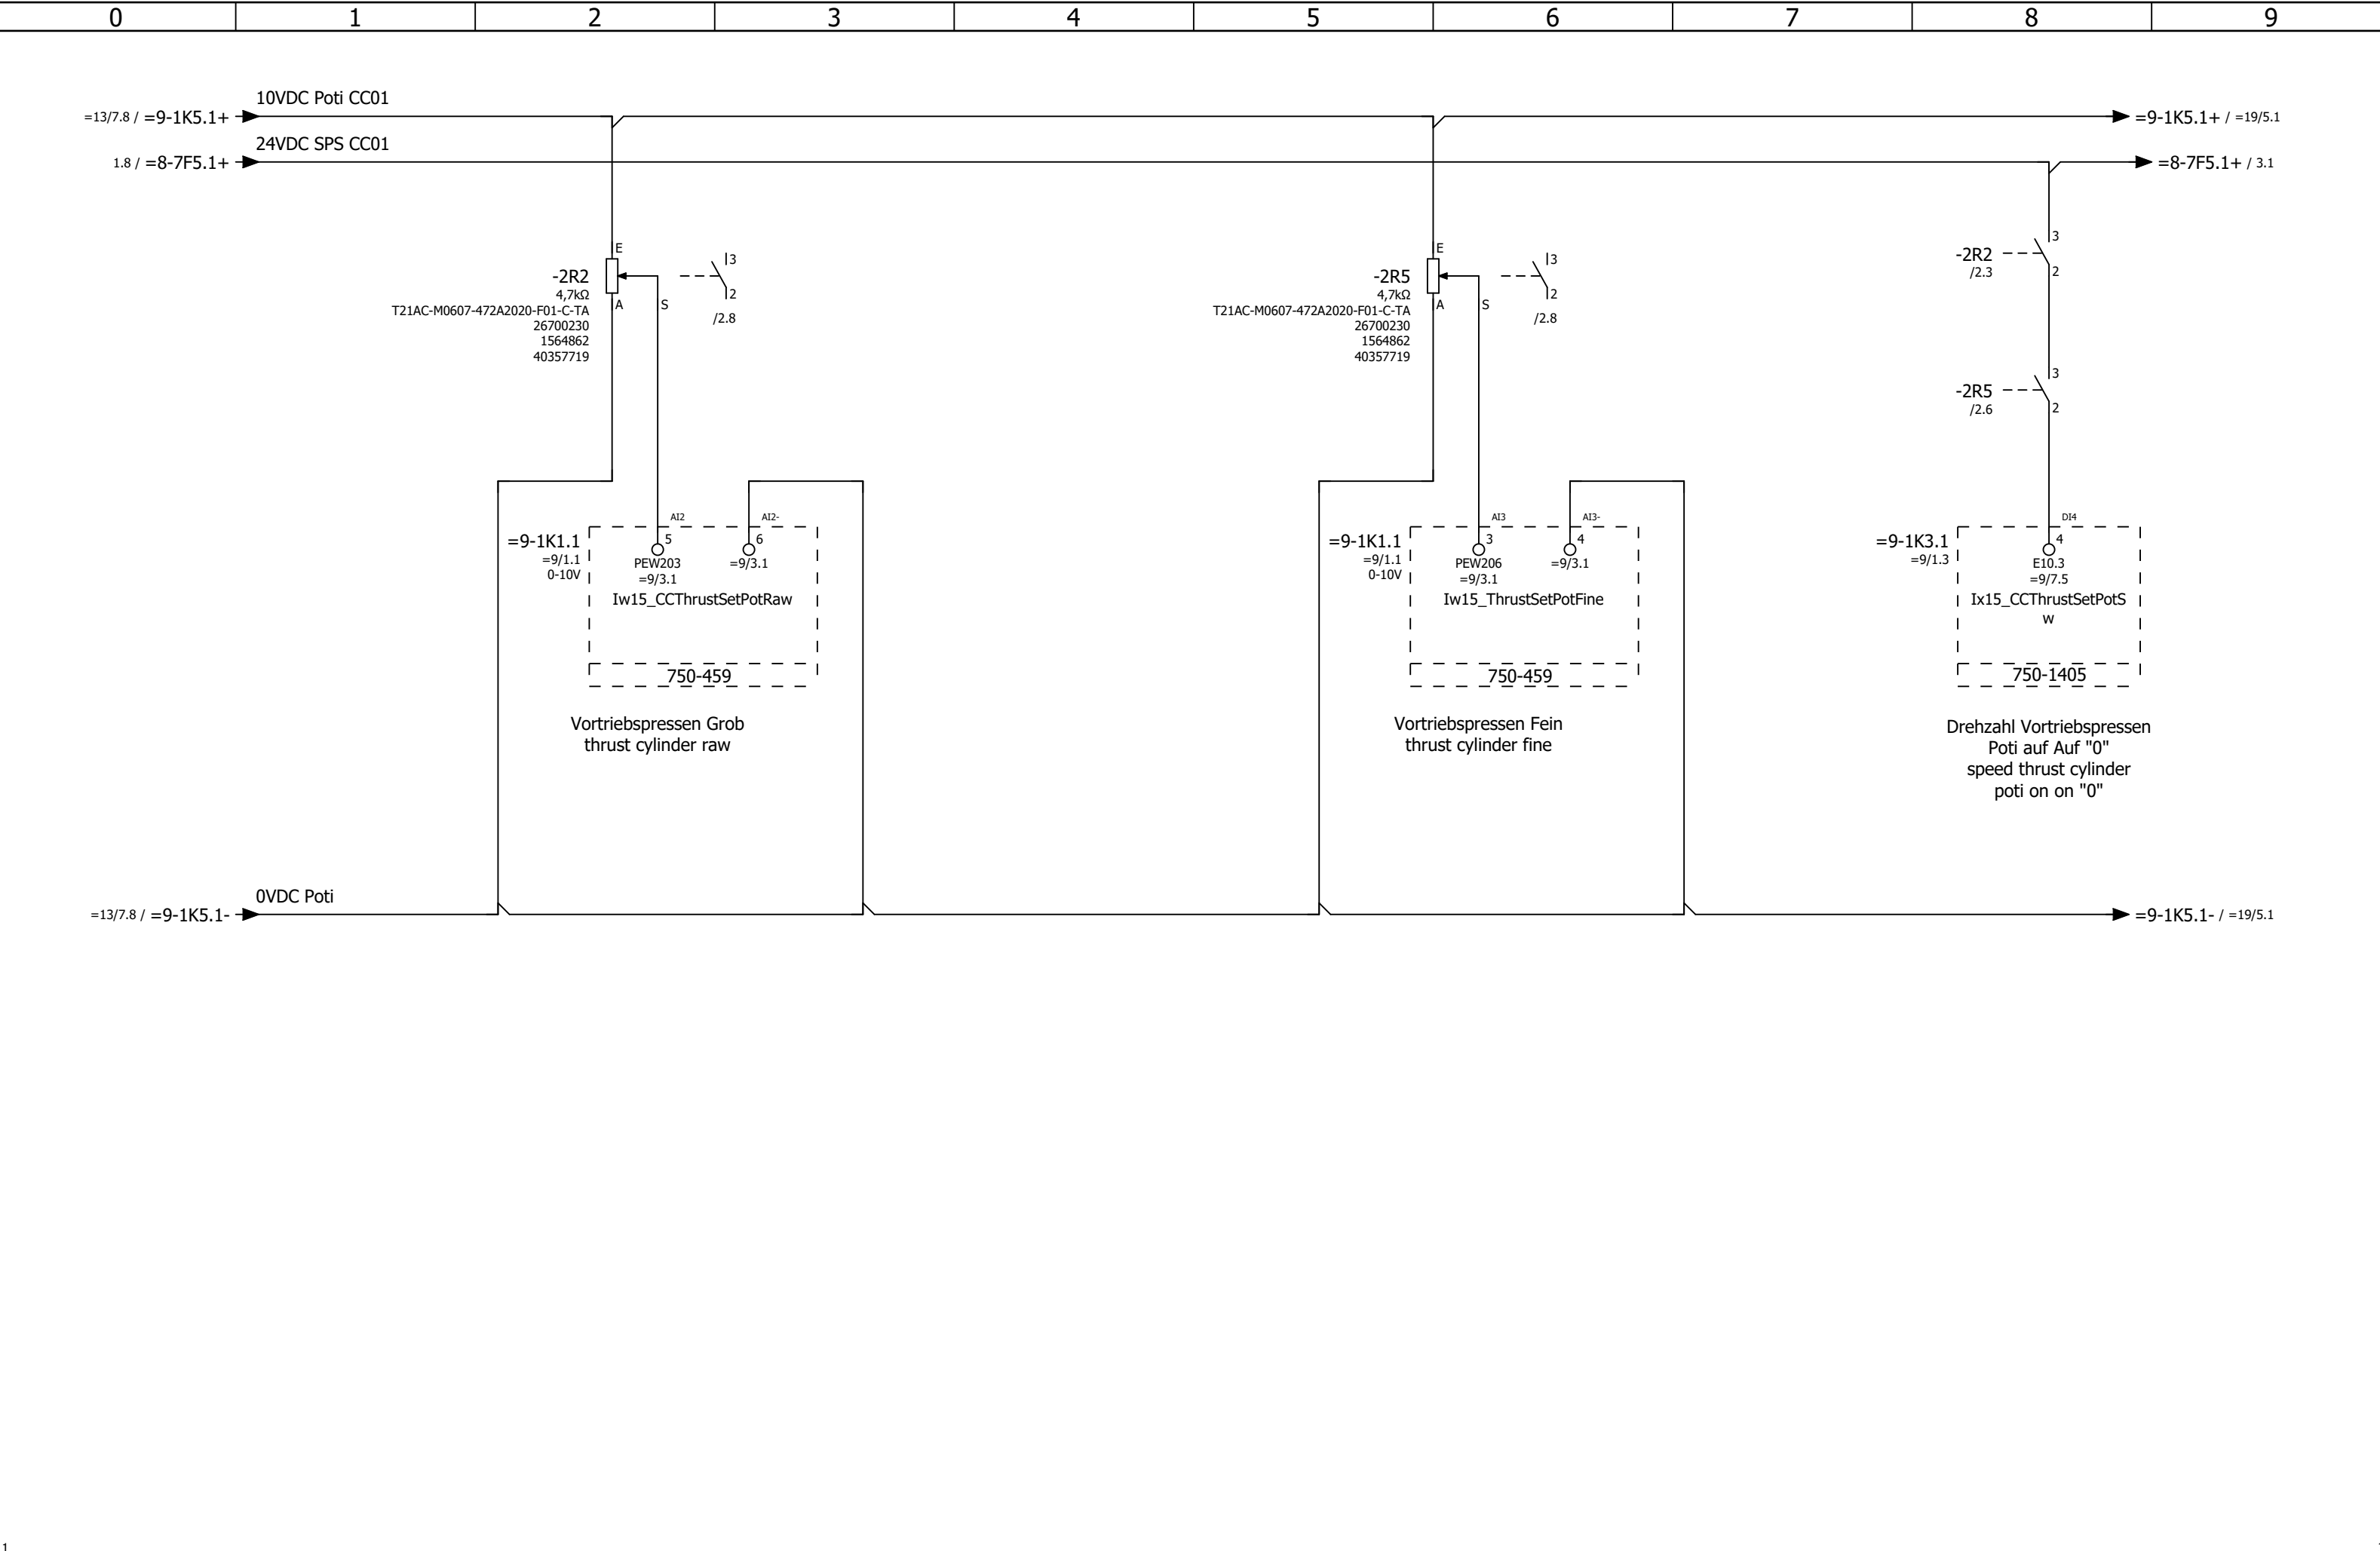 0 1 2 3 4 5 6 7 8 9
10VDC Poti CC01
=13/7.8 / =9-1K5.1+
=9-1K5.1+ / =19/5.1
24VDC SPS CC01
1.8 / =8-7F5.1+
=8-7F5.1+ / 3.1
-2R2
4,7kΩ
T21AC-M0607-472A2020-F01-C-TA
26700230
1564862
40357719
E
A
S
3
2
/2.8
-2R5
4,7kΩ
T21AC-M0607-472A2020-F01-C-TA
26700230
1564862
40357719
E
A
S
3
2
/2.8
-2R2
/2.3
3
2
-2R5
/2.6
3
2
=9-1K1.1
=9/1.1
0-10V
AI2
5
PEW203
=9/3.1
AI2-
6
=9/3.1
Iw15_CCThrustSetPotRaw
750-459
Vortriebspressen Grob
thrust cylinder raw
=9-1K1.1
=9/1.1
0-10V
AI3
3
PEW206
=9/3.1
AI3-
4
=9/3.1
Iw15_ThrustSetPotFine
750-459
Vortriebspressen Fein
thrust cylinder fine
=9-1K3.1
=9/1.3
DI4
4
E10.3
=9/7.5
Ix15_CCThrustSetPotS
w
750-1405
Drehzahl Vortriebspressen
Poti auf Auf "0"
speed thrust cylinder
poti on on "0"
0VDC Poti
=13/7.8 / =9-1K5.1-
=9-1K5.1- / =19/5.1
1